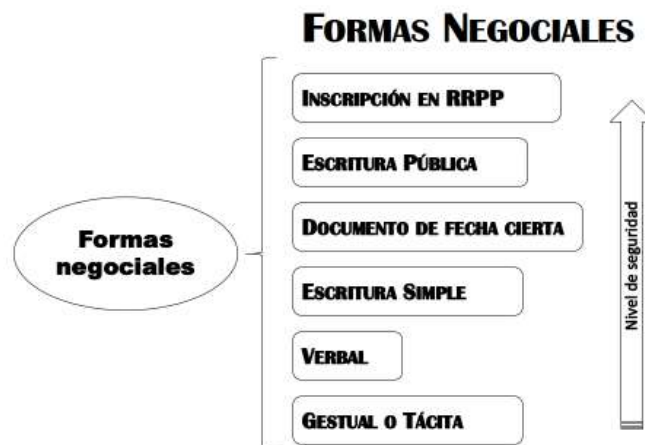 FORMAS NEGOCIALES
INSCRIPCIÓN EN RRPP
ESCRITURA PÚBLICA
DOCUMENTO DE FECHA CIERTA
Formas
negociales
ESCRITURA SIMPLE
VERBAL
GESTUAL O TÁCITA
Nivel de seguridad